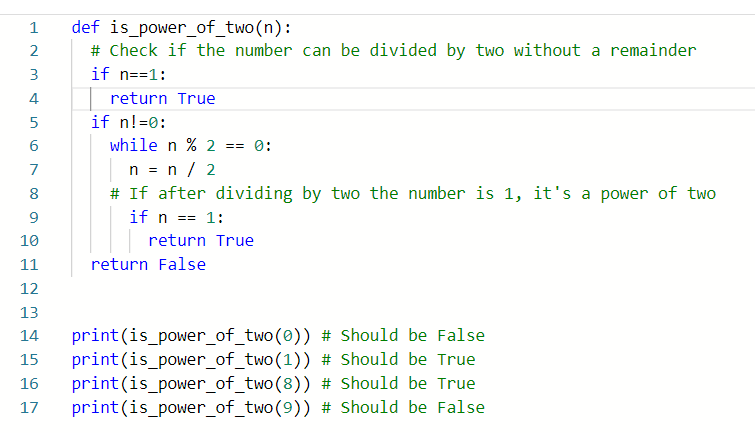 1 def is_power_of_two(n):
2   # Check if the number can be divided by two without a remainder
3   if n==1:
4     return True
5   if n!=0:
6     while n % 2 == 0:
7       n = n / 2
8     # If after dividing by two the number is 1, it's a power of two
9       if n == 1:
10         return True
11   return False
12
13
14 print(is_power_of_two(0)) # Should be False
15 print(is_power_of_two(1)) # Should be True
16 print(is_power_of_two(8)) # Should be True
17 print(is_power_of_two(9)) # Should be False